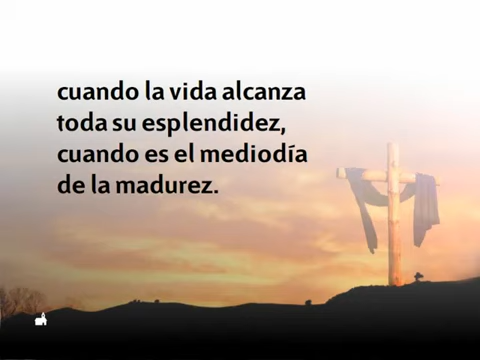 cuando la vida alcanza
toda su esplendidez,
cuando es el mediodía
de la madurez.